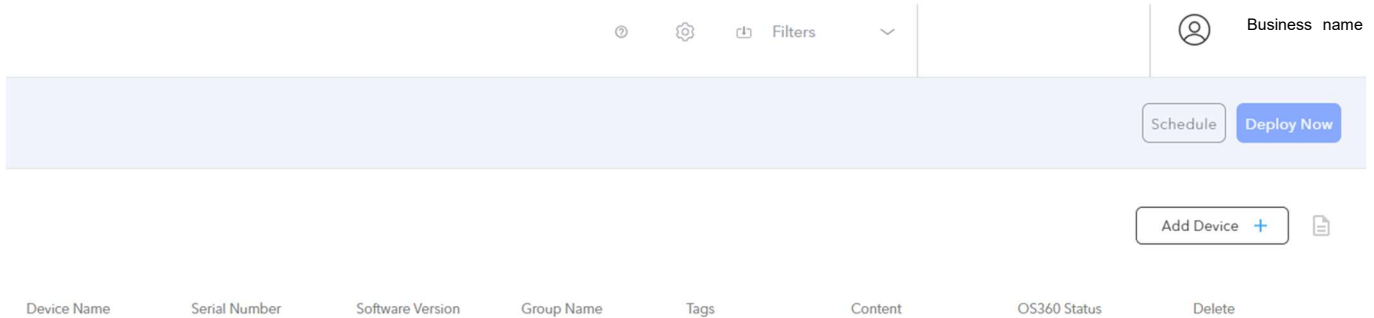 Filters
Business name
Schedule
Deploy Now
Add Device +
Device Name Serial Number Software Version Group Name Tags Content OS360 Status Delete